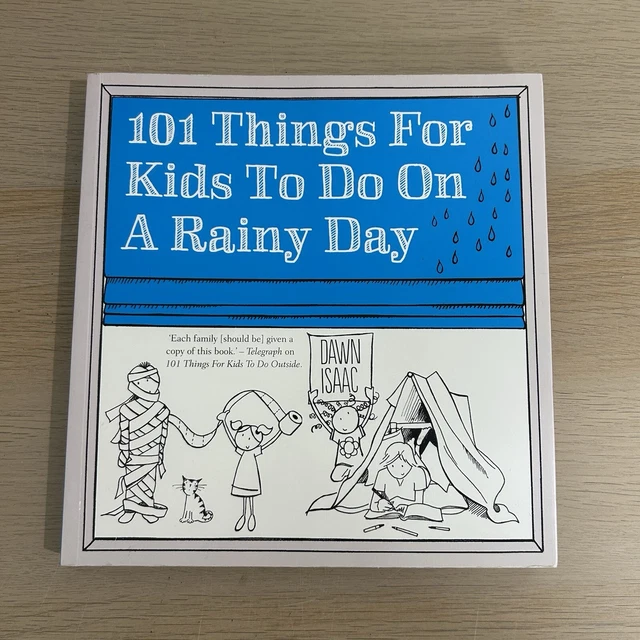 101 Things For
Kids To Do On
A Rainy Day
'Each family [should be] given a
copy of this book.' – Telegraph on
101 Things For Kids To Do Outside.
DAWN
ISAAC